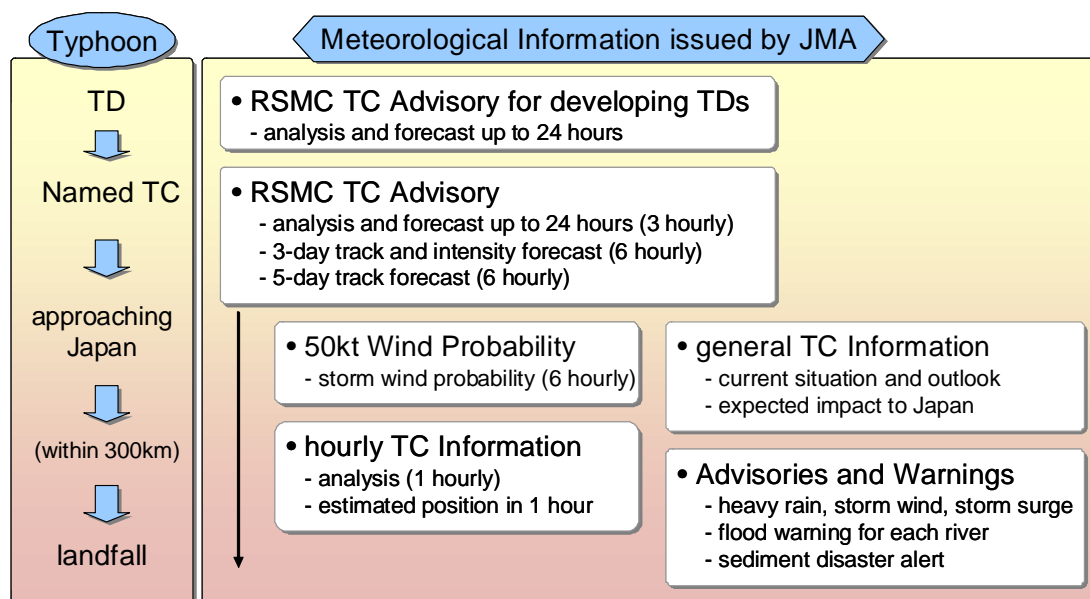 Typhoon
Meteorological Information issued by JMA
TD
Named TC
approaching
Japan
(within 300km)
landfall
• RSMC TC Advisory for developing TDs
- analysis and forecast up to 24 hours
• RSMC TC Advisory
- analysis and forecast up to 24 hours (3 hourly)
- 3-day track and intensity forecast (6 hourly)
- 5-day track forecast (6 hourly)
• 50kt Wind Probability
- storm wind probability (6 hourly)
• hourly TC Information
- analysis (1 hourly)
- estimated position in 1 hour
• general TC Information
- current situation and outlook
- expected impact to Japan
• Advisories and Warnings
- heavy rain, storm wind, storm surge
- flood warning for each river
- sediment disaster alert